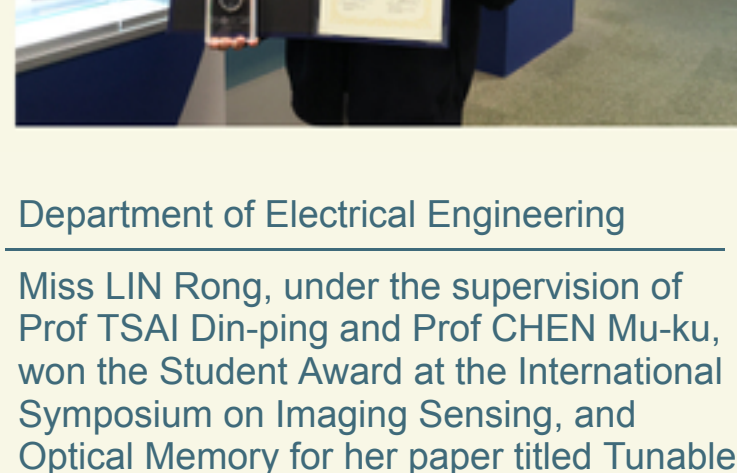 Department of Electrical Engineering
Miss LIN Rong, under the supervision of
Prof TSAI Din-ping and Prof CHEN Mu-ku,
won the Student Award at the International
Symposium on Imaging Sensing, and
Optical Memory for her paper titled Tunable